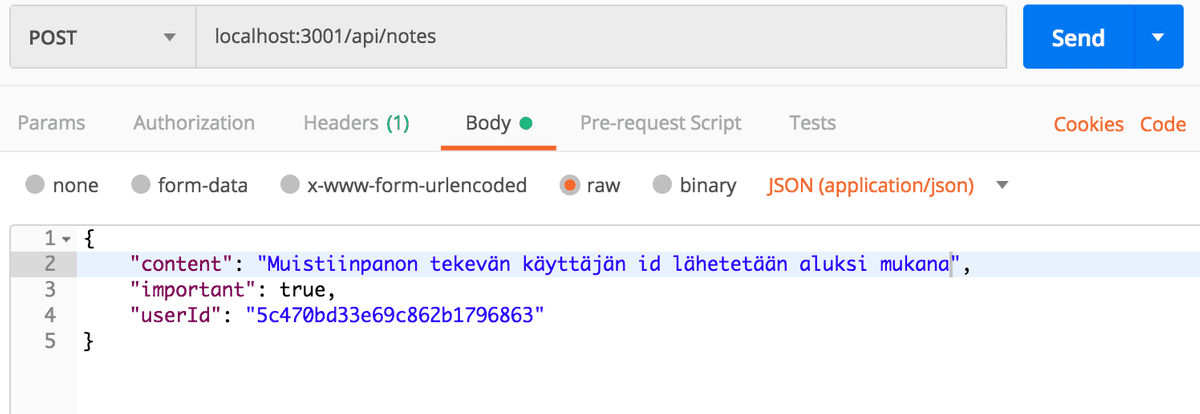 POST localhost:3001/api/notes Send
Params Authorization Headers (1) Body Pre-request Script Tests Cookies Code
none form-data x-www-form-urlencoded raw binary JSON (application/json)
1 {
2 "content": "Muistiinpanon tekevän käyttäjän id lähetetään aluksi mukana",
3 "important": true,
4 "userId": "5c470bd33e69c862b1796863"
5 }